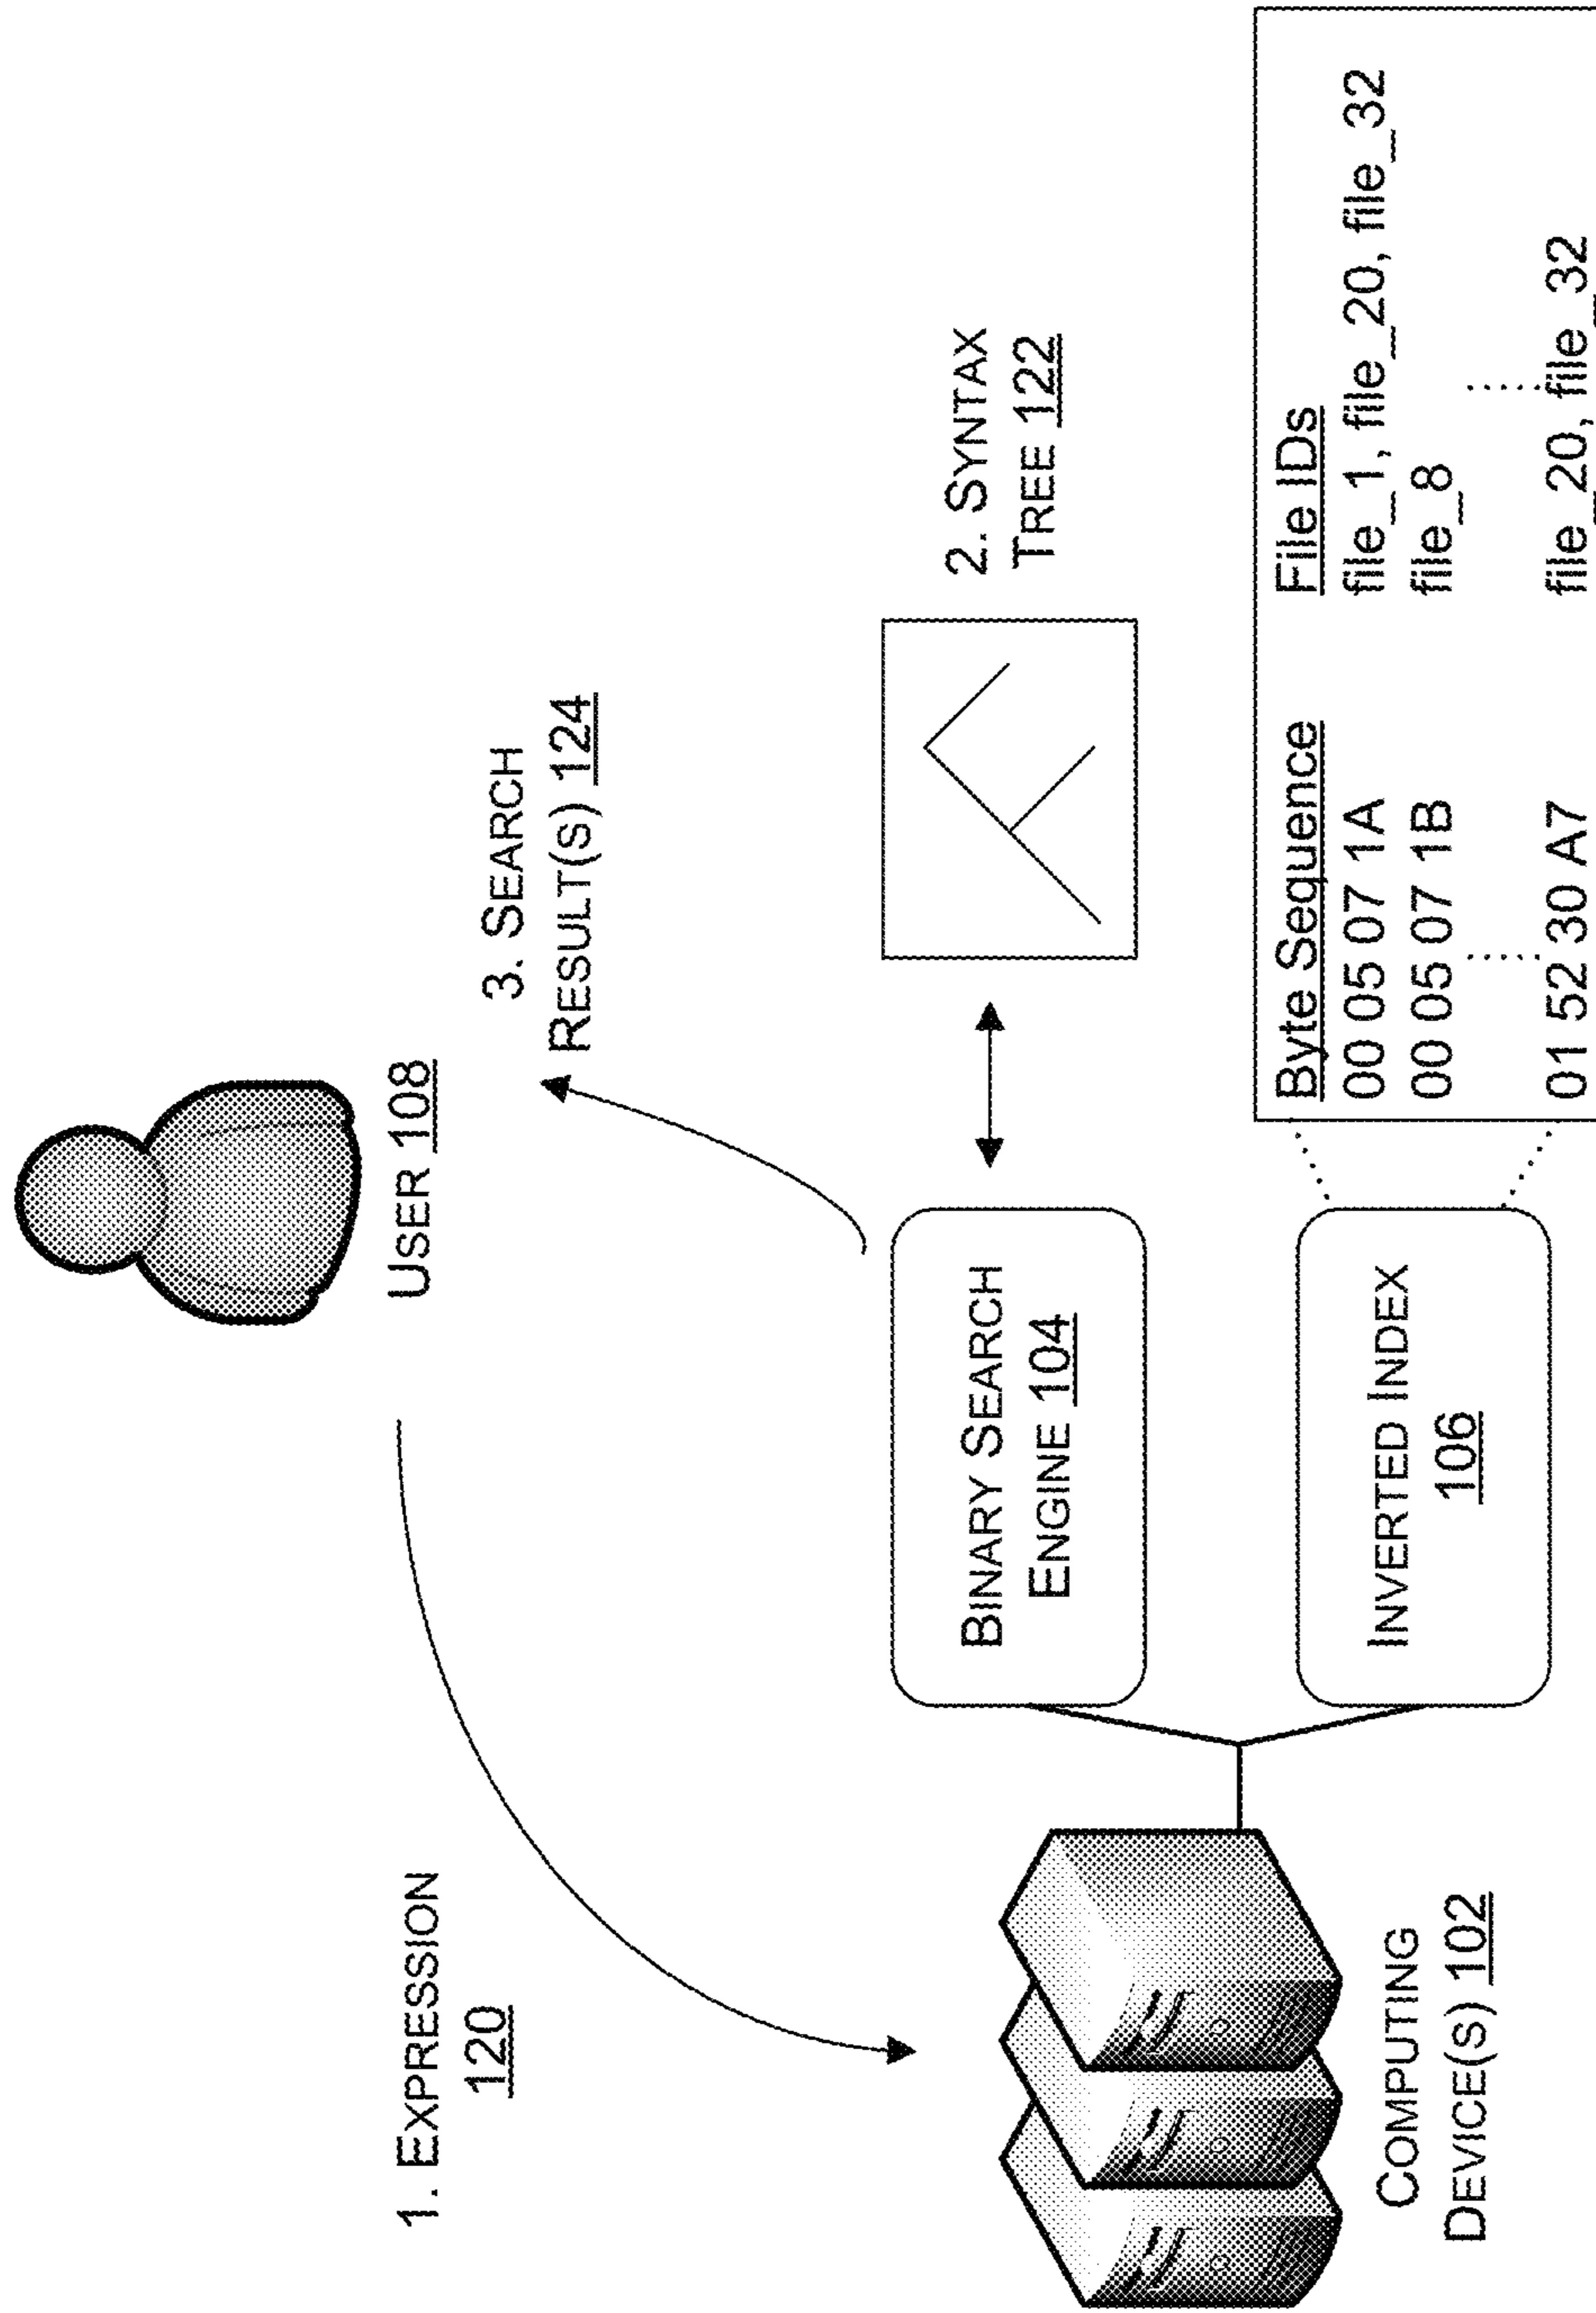 USER 108
1. EXPRESSION
120
3. SEARCH
RESULT(S) 124
BINARY SEARCH
ENGINE 104
2. SYNTAX
TREE 122
COMPUTING
DEVICE(S) 102
INVERTED INDEX
106
Byte Sequence File IDs
00 05 07 1A file_1, file_20, file_32
00 05 07 1B file_8
01 52 30 A7 file_20, file_32